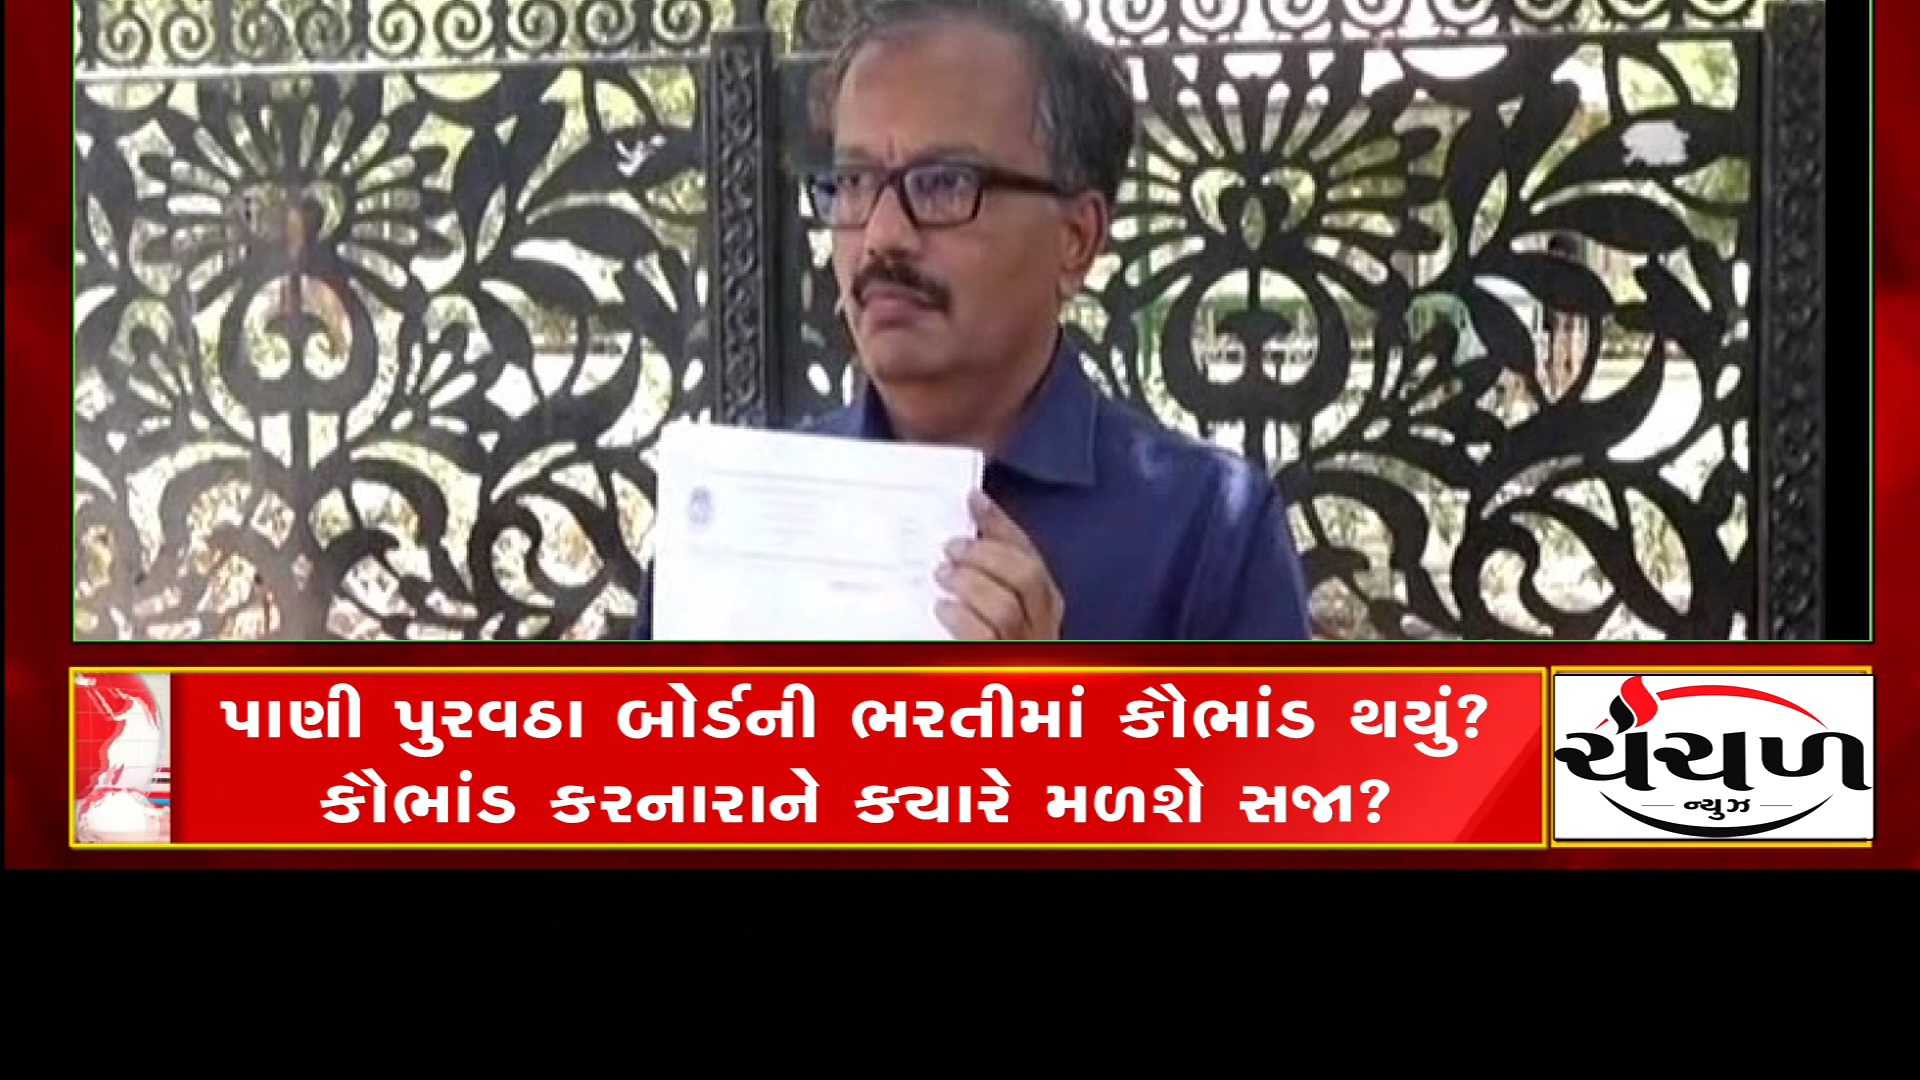 પાણી પુરવઠા બોર્ડની ભરતીમાં કૌભાંડ થયું?
કૌભાંડ કરનારાને ક્યારે મળશે સજા?
ચંચળ
ન્યુઝ